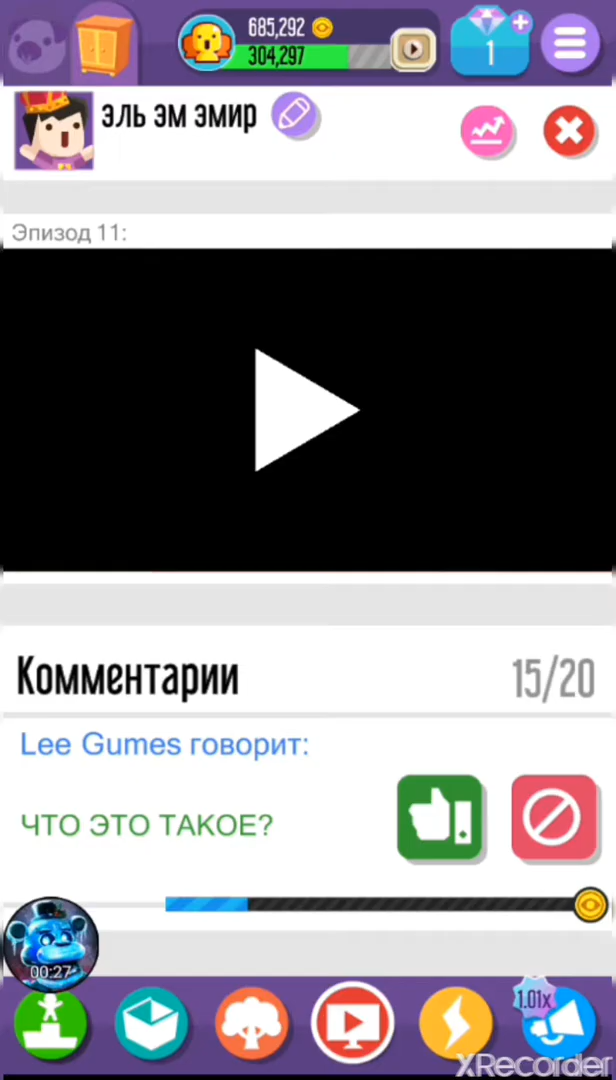 685,292
304,297
1
эль эм эмир
Эпизод 11:
Комментарии
15/20
Lee Gumes говорит:
ЧТО ЭТО ТАКОЕ?
00:27
1.01x
XRecorder